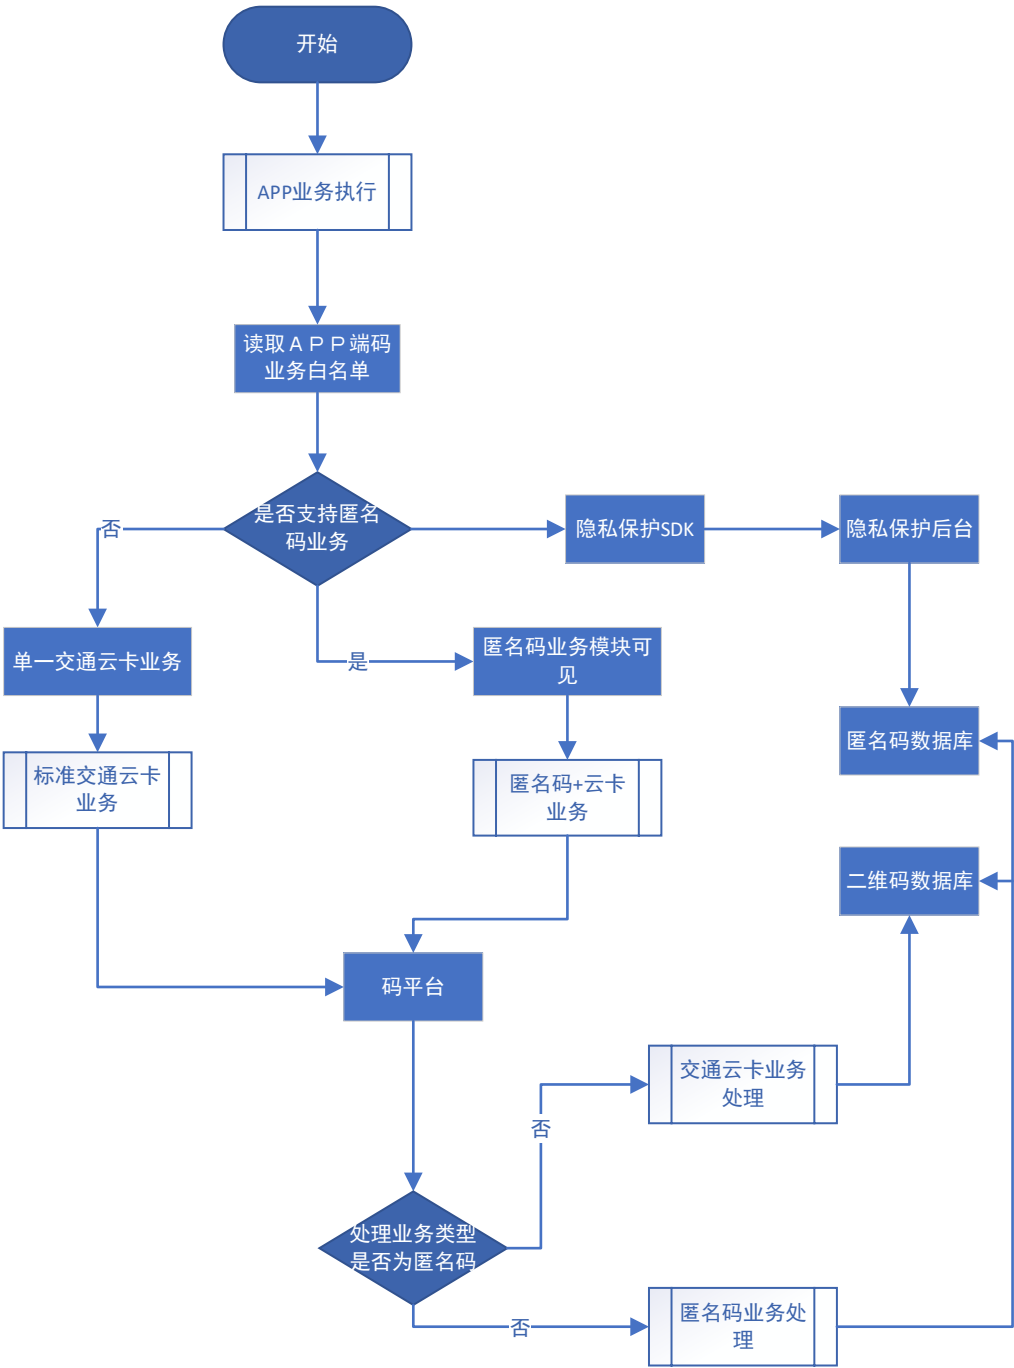 开始
APP业务执行
读取ＡＰＰ端码
业务白名单
是否支持匿名
码业务
隐私保护SDK
隐私保护后台
否
单一交通云卡业务
是
匿名码业务模块可
见
匿名码数据库
标准交通云卡
业务
匿名码+云卡
业务
二维码数据库
码平台
交通云卡业务
处理
否
处理业务类型
是否为匿名码
否
匿名码业务处
理